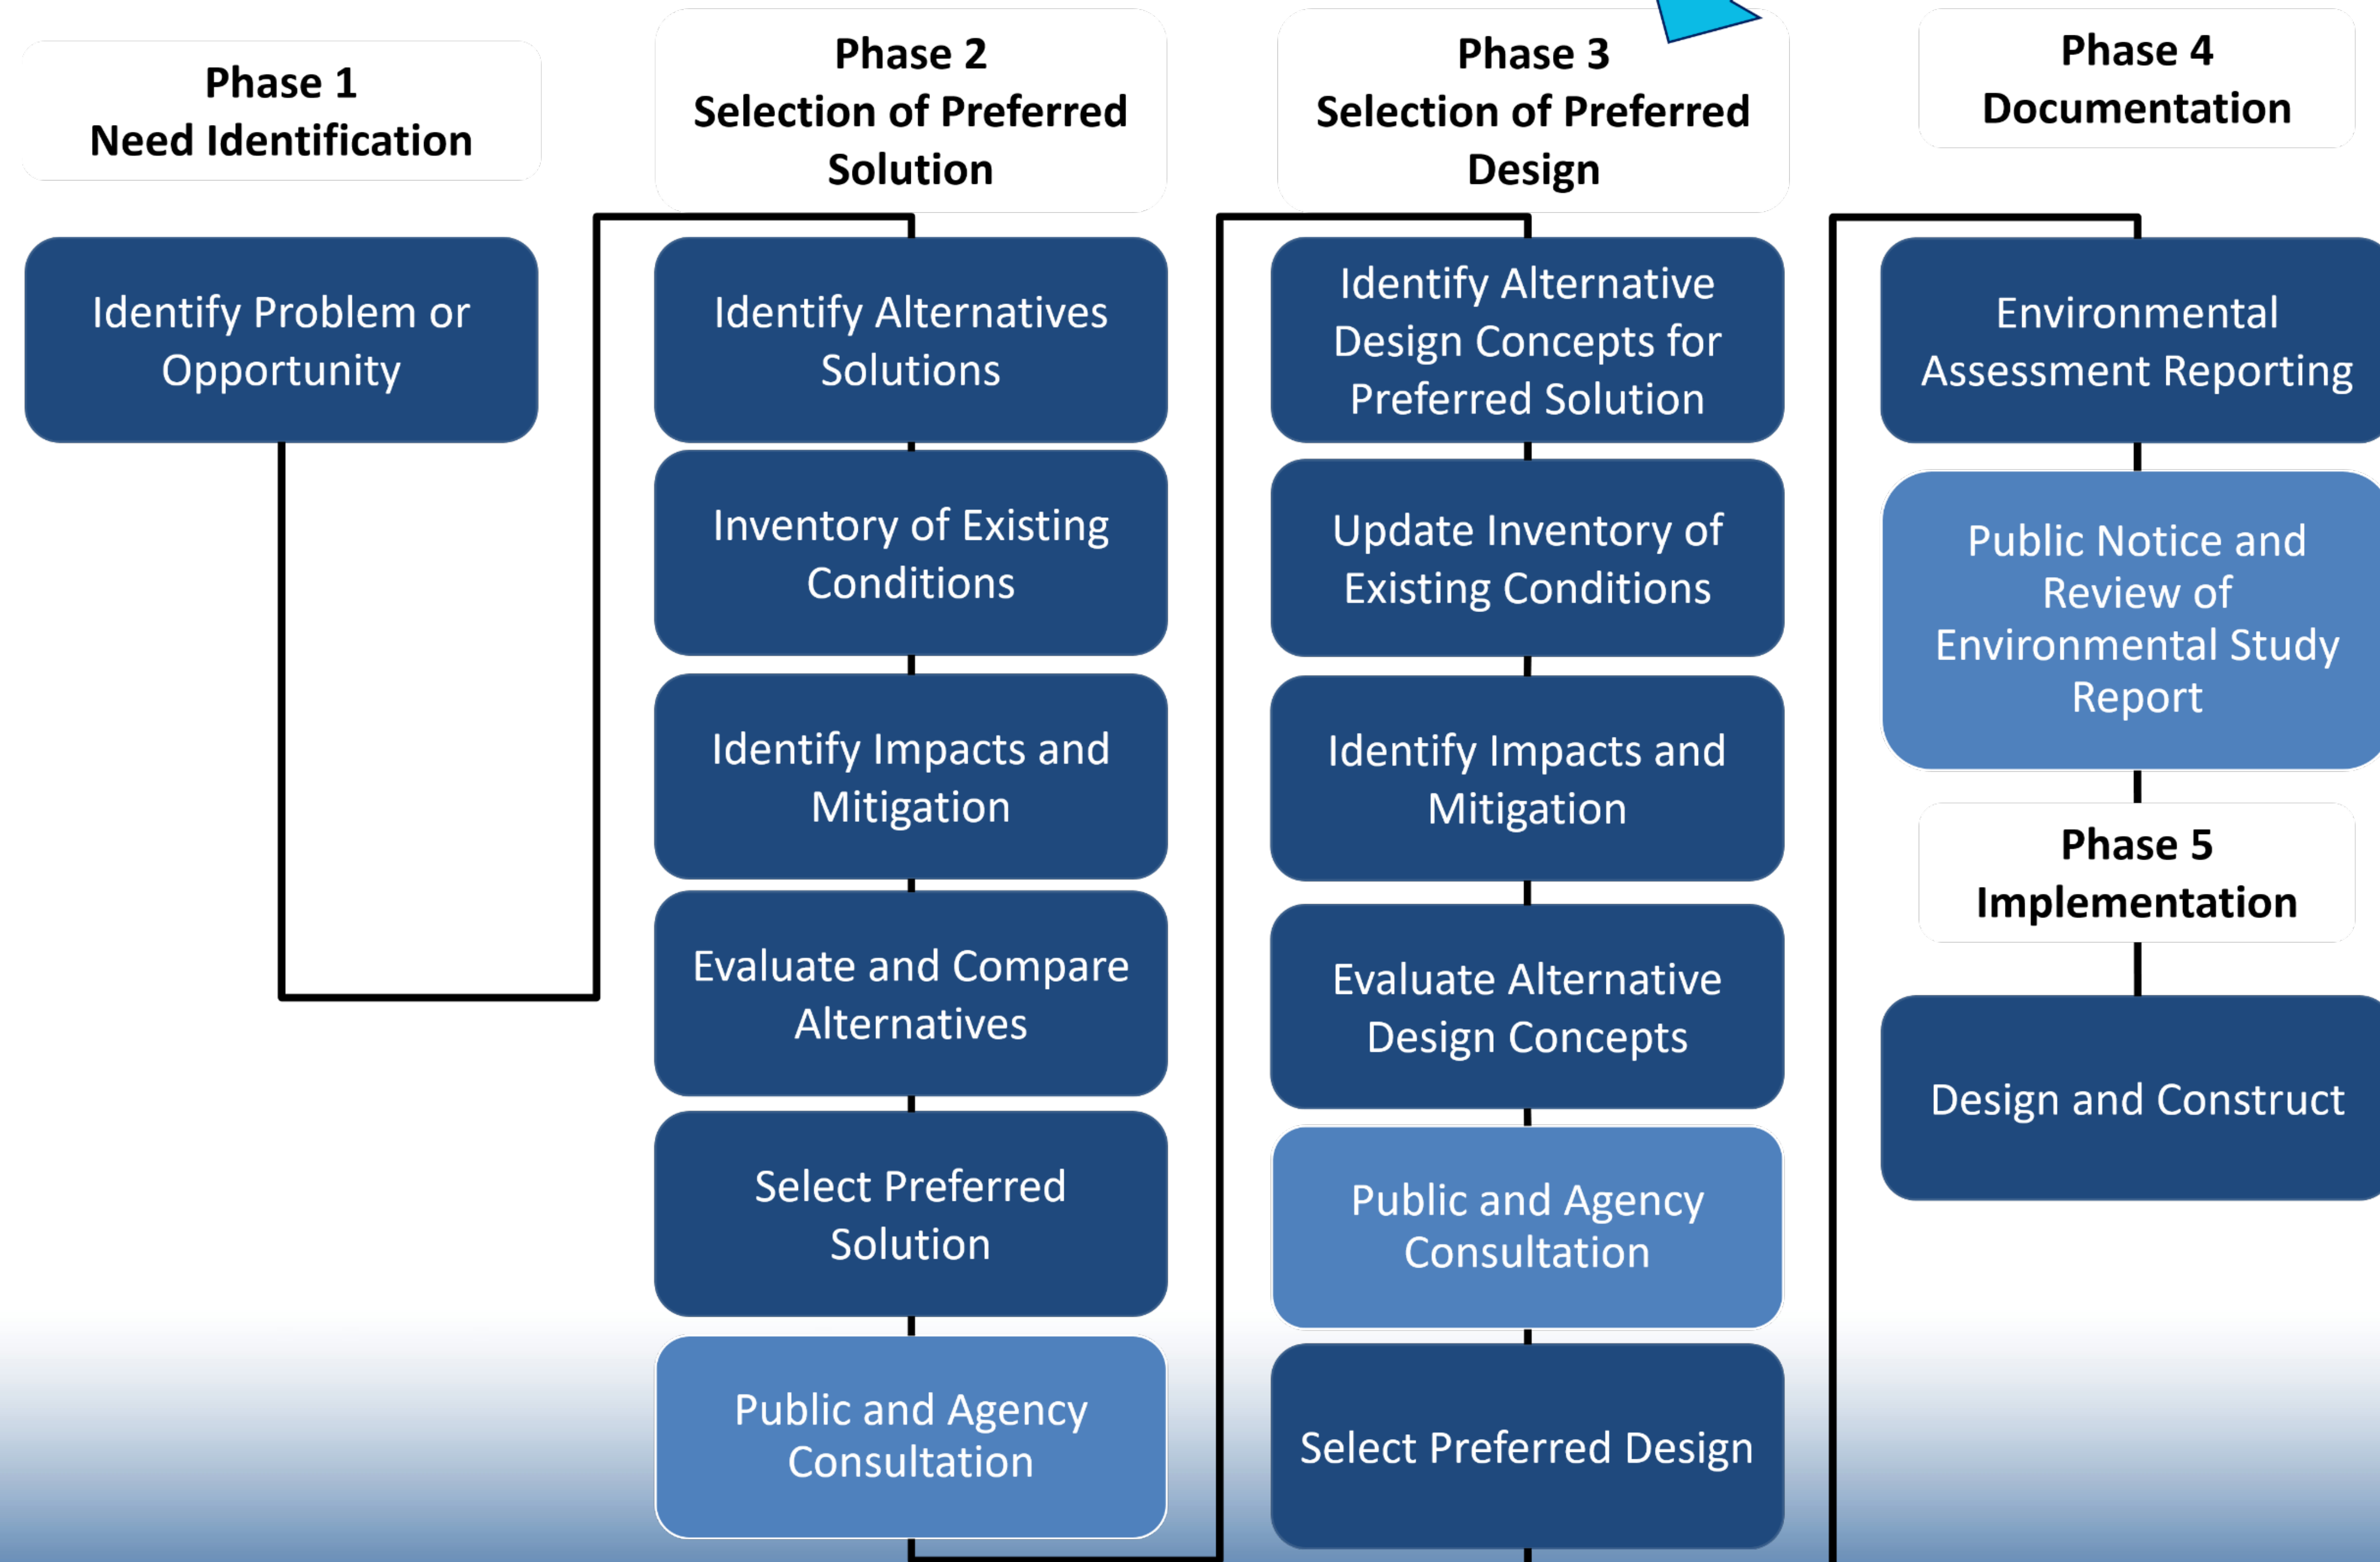 Phase 1
Need Identification
Identify Problem or
Opportunity
Phase 2
Selection of Preferred
Solution
Identify Alternatives
Solutions
Inventory of Existing
Conditions
Identify Impacts and
Mitigation
Evaluate and Compare
Alternatives
Select Preferred
Solution
Public and Agency
Consultation
Phase 3
Selection of Preferred
Design
Identify Alternative
Design Concepts for
Preferred Solution
Update Inventory of
Existing Conditions
Identify Impacts and
Mitigation
Evaluate Alternative
Design Concepts
Public and Agency
Consultation
Select Preferred Design
Phase 4
Documentation
Environmental
Assessment Reporting
Public Notice and
Review of
Environmental Study
Report
Phase 5
Implementation
Design and Construct